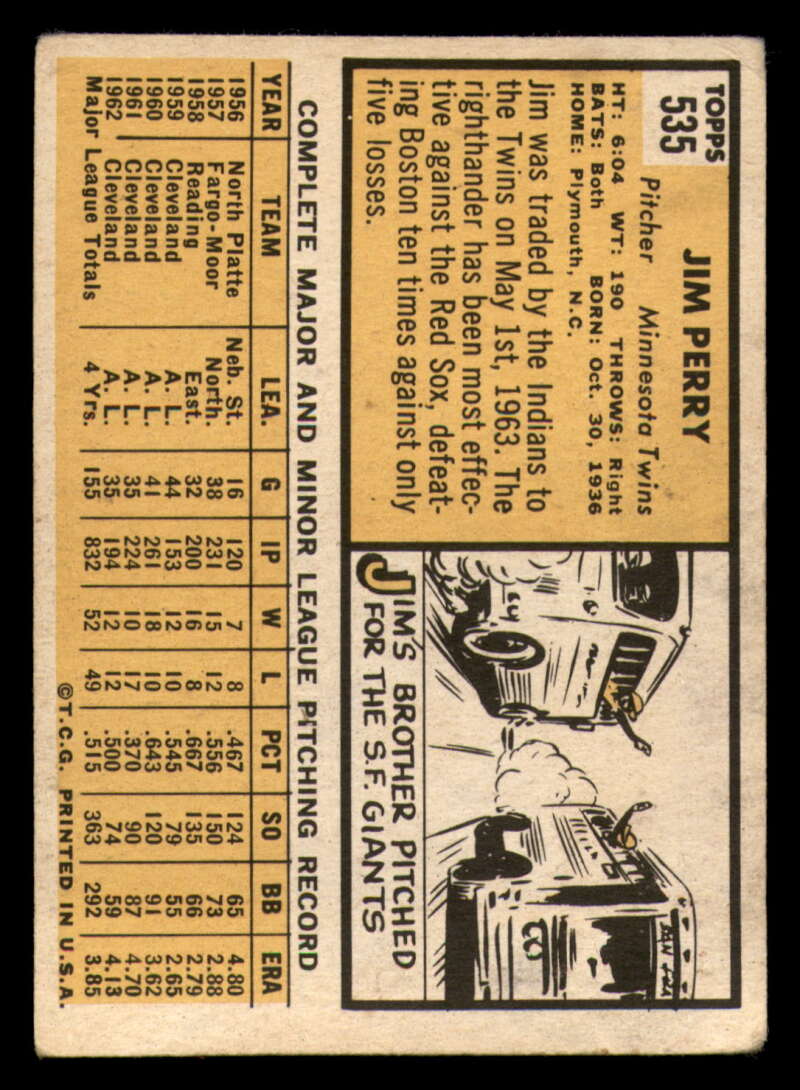 TOPPS
535
JIM PERRY
Pitcher Minnesota Twins
HT: 6:04 WT: 190 THROWS: Right
BATS: Both BORN: Oct. 30, 1936
HOME: Plymouth, N.C.
Jim was traded by the Indians to
the Twins on May 1st, 1963. The
righthander has been most effec-
tive against the Red Sox, defeat-
ing Boston ten times against only
five losses.
JIM'S BROTHER PITCHED
FOR THE S.F. GIANTS
COMPLETE MAJOR AND MINOR LEAGUE PITCHING RECORD
YEAR TEAM LEA. G IP W L PCT SO BB ERA
1956 North Platte Neb. St. 16 120 7 8 .467 124 65 4.80
1957 Fargo-Moor North. 38 231 15 12 .556 150 73 2.88
1958 Reading East. 32 200 16 8 .667 135 66 2.79
1959 Cleveland A. L. 44 153 12 10 .545 79 55 2.65
1960 Cleveland A. L. 41 261 18 10 .643 120 91 3.62
1961 Cleveland A. L. 35 224 10 17 .370 90 87 4.70
1962 Cleveland A. L. 35 194 12 12 .500 74 59 4.13
Major League Totals 4 Yrs. 155 832 52 49 .515 363 292 3.85
©T.C.G. PRINTED IN U.S.A.